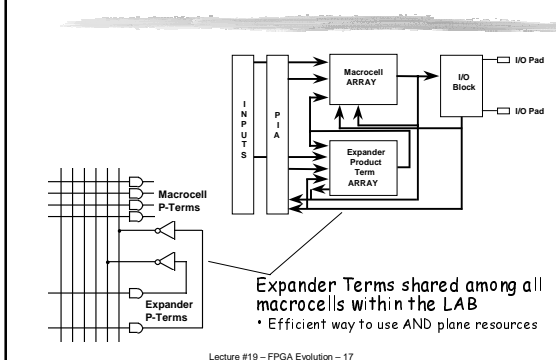 Macrocell
ARRAY
I/O
Block
I/O Pad
I/O Pad
I
N
P
U
T
S
P
I
A
Expander
Product
Term
ARRAY
Macrocell
P-Terms
Expander
P-Terms
Expander Terms shared among all
macrocells within the LAB
• Efficient way to use AND plane resources
Lecture #19 – FPGA Evolution – 17